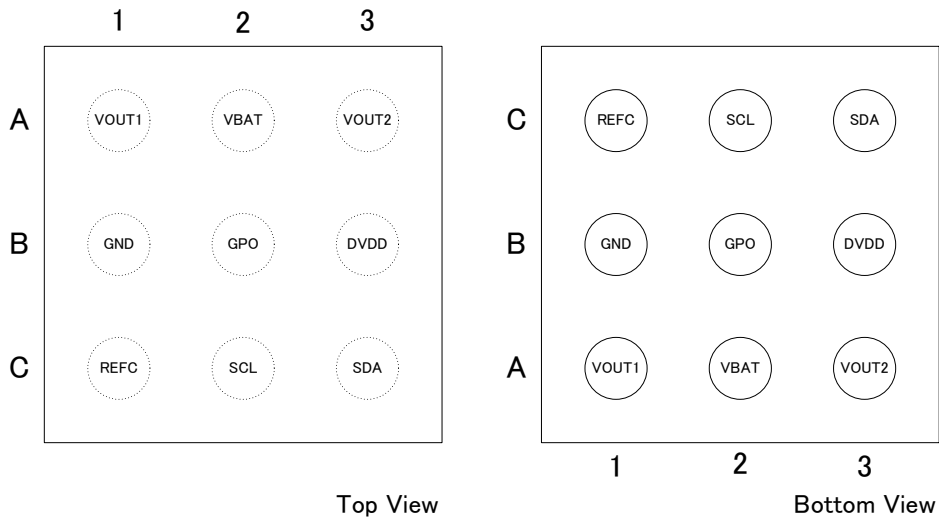 1 2 3
A VOUT1 VBAT VOUT2
B GND GPO DVDD
C REFC SCL SDA
Top View
C REFC SCL SDA
B GND GPO DVDD
A VOUT1 VBAT VOUT2
1 2 3
Bottom View